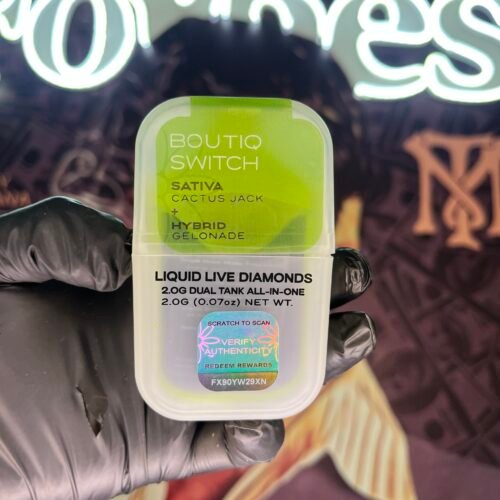 BOUTIQ
SWITCH
SATIVA
CACTUS JACK
+
HYBRID
GELONADE
LIQUID LIVE DIAMONDS
2.0G DUAL TANK ALL-IN-ONE
2.0G (0.07oz) NET WT.
SCRATCH TO SCAN
VERIFY
AUTHENTICITY
REDEEM REWARDS
FX80YW29XN